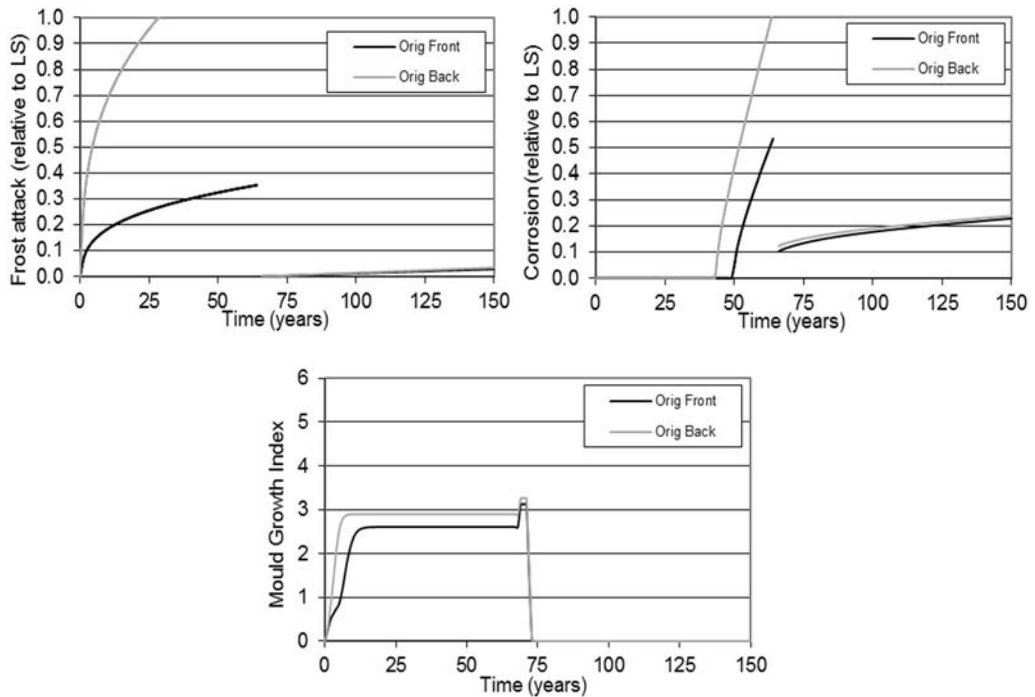 Frost attack (relative to LS)
1.0
0.9
0.8
0.7
0.6
0.5
0.4
0.3
0.2
0.1
0.0
Orig Front
Orig Back
0 25 50 75 100 125 150
Time (years)
Corrosion (relative to LS)
1.0
0.9
0.8
0.7
0.6
0.5
0.4
0.3
0.2
0.1
0.0
Orig Front
Orig Back
0 25 50 75 100 125 150
Time (years)
Mould Growth Index
6
5
4
3
2
1
0
Orig Front
Orig Back
0 25 50 75 100 125 150
Time (years)